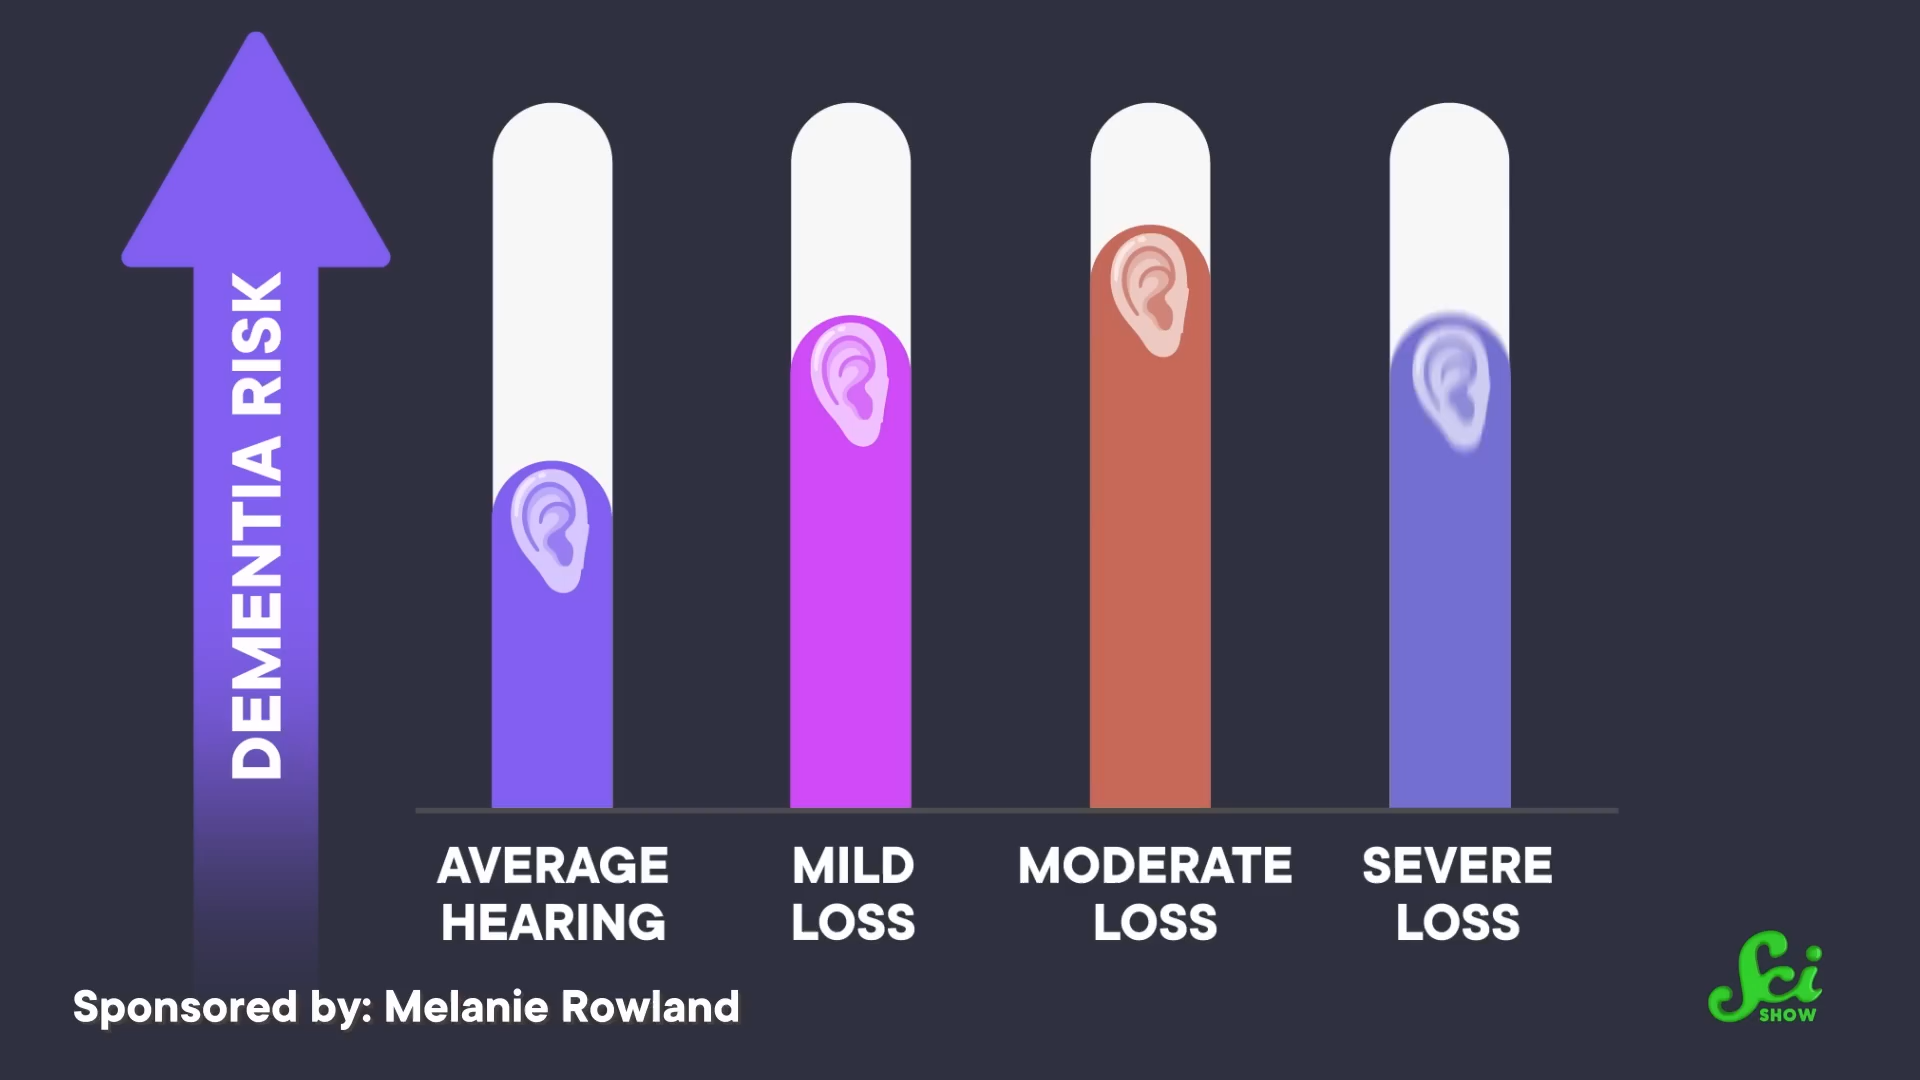 DEMENTIA RISK
AVERAGE
HEARING
MILD
LOSS
MODERATE
LOSS
SEVERE
LOSS
Sponsored by: Melanie Rowland
Sci
SHOW